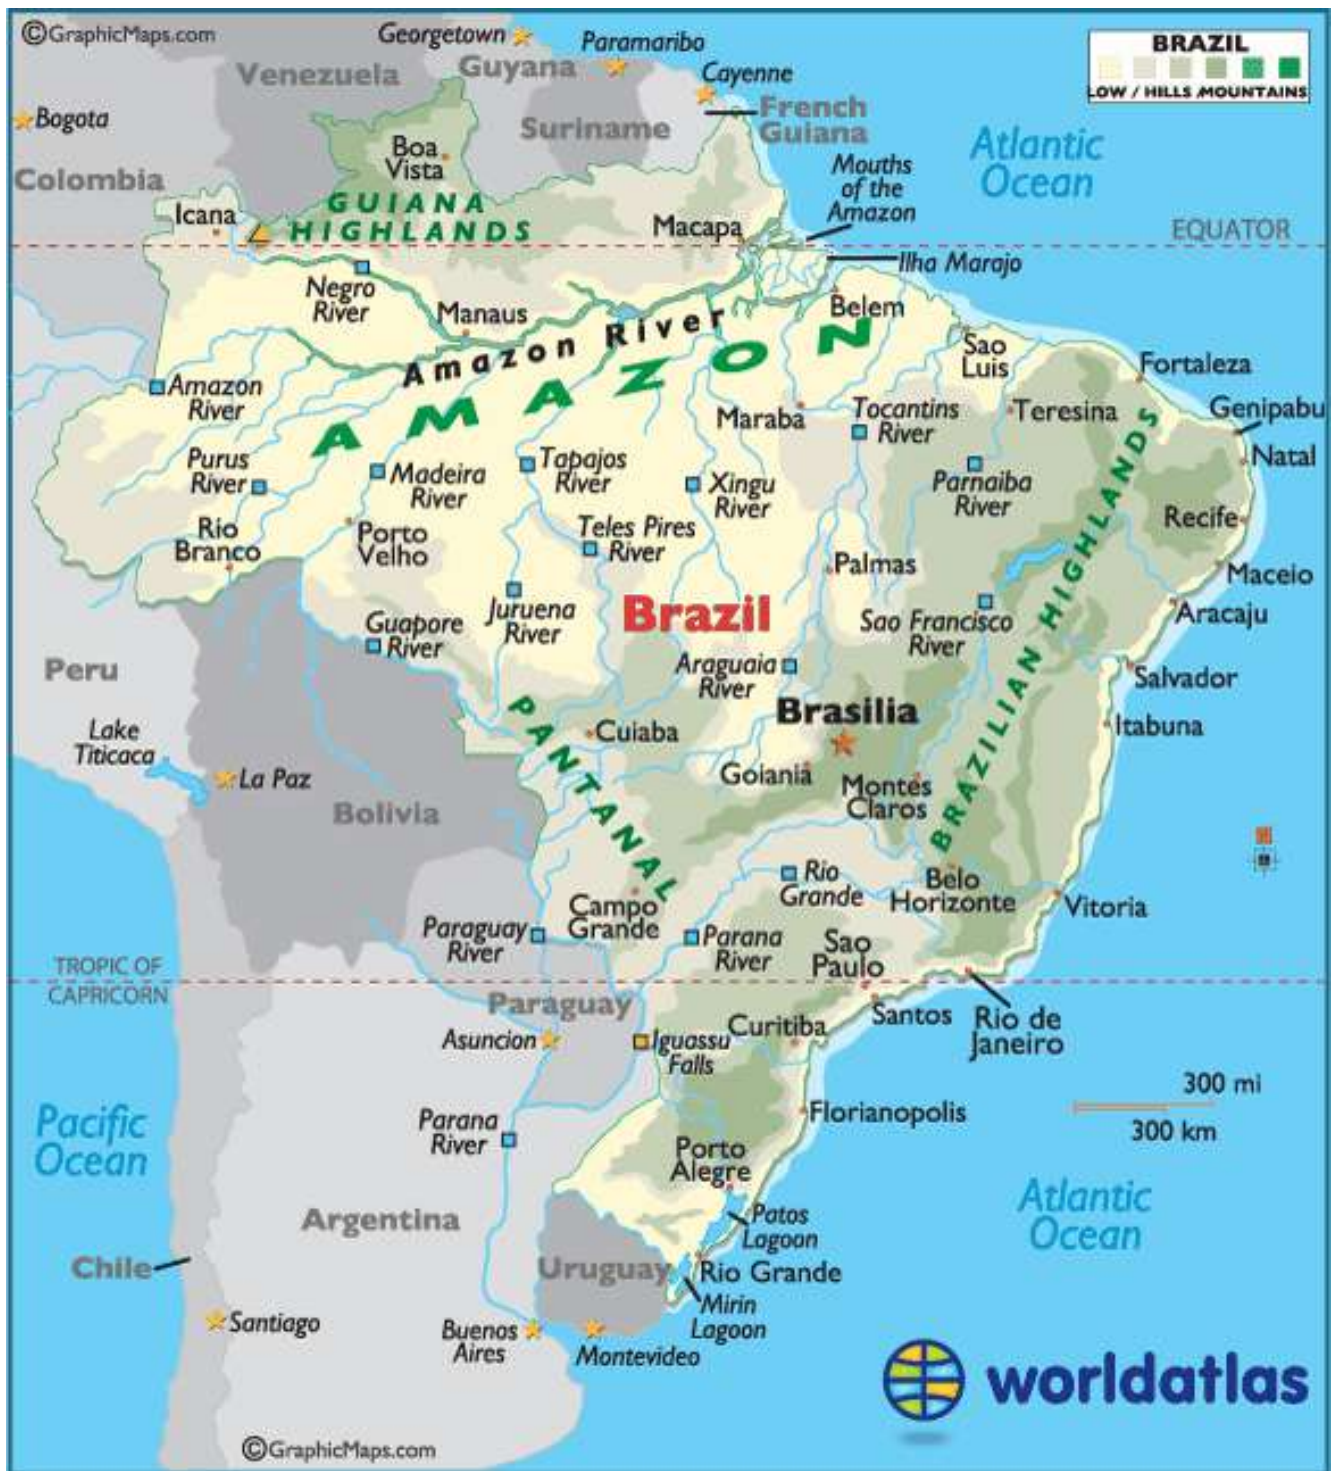 ©GraphicMaps.com
Georgetown
Paramaribo
BRAZIL
LOW / HILLS /MOUNTAINS
Venezuela
Guyana
Cayenne
Bogota
French
Guiana
Suriname
Atlantic
Ocean
Colombia
Boa
Vista
Mouths
of the
Amazon
Icana
GUIANA
HIGHLANDS
Macapa
EQUATOR
Ilha Marajo
Negro
River
Manaus
Belem
Amazon River
AMAZON
Sao
Luis
Fortaleza
Amazon
River
Maraba
Tocantins
River
Teresina
Genipabu
Natal
Purus
River
Madeira
River
Tapajos
River
Xingu
River
Parnaiba
River
Recife
Rio
Branco
Porto
Velho
Teles Pires
River
Palmas
Maceio
BRAZILIAN HIGHLANDS
Juruena
River
Brazil
Sao Francisco
River
Aracaju
Guapore
River
Peru
Araguaia
River
Salvador
Brasilia
Itabuna
Lake
Titicaca
PANTANAL
Cuiaba
La Paz
Goiania
Montes
Claros
Bolivia
Rio
Grande
Belo
Horizonte
Campo
Grande
Vitoria
Paraguay
River
Parana
River
Sao
Paulo
TROPIC OF
CAPRICORN
Paraguay
Santos
Rio de
Janeiro
Asuncion
Iguassu
Falls
Curitiba
300 mi
300 km
Pacific
Ocean
Parana
River
Florianopolis
Porto
Alegre
Atlantic
Ocean
Argentina
Patos
Lagoon
Chile
Uruguay
Rio Grande
Mirin
Lagoon
Santiago
Buenos
Aires
Montevideo
worldatlas
©GraphicMaps.com